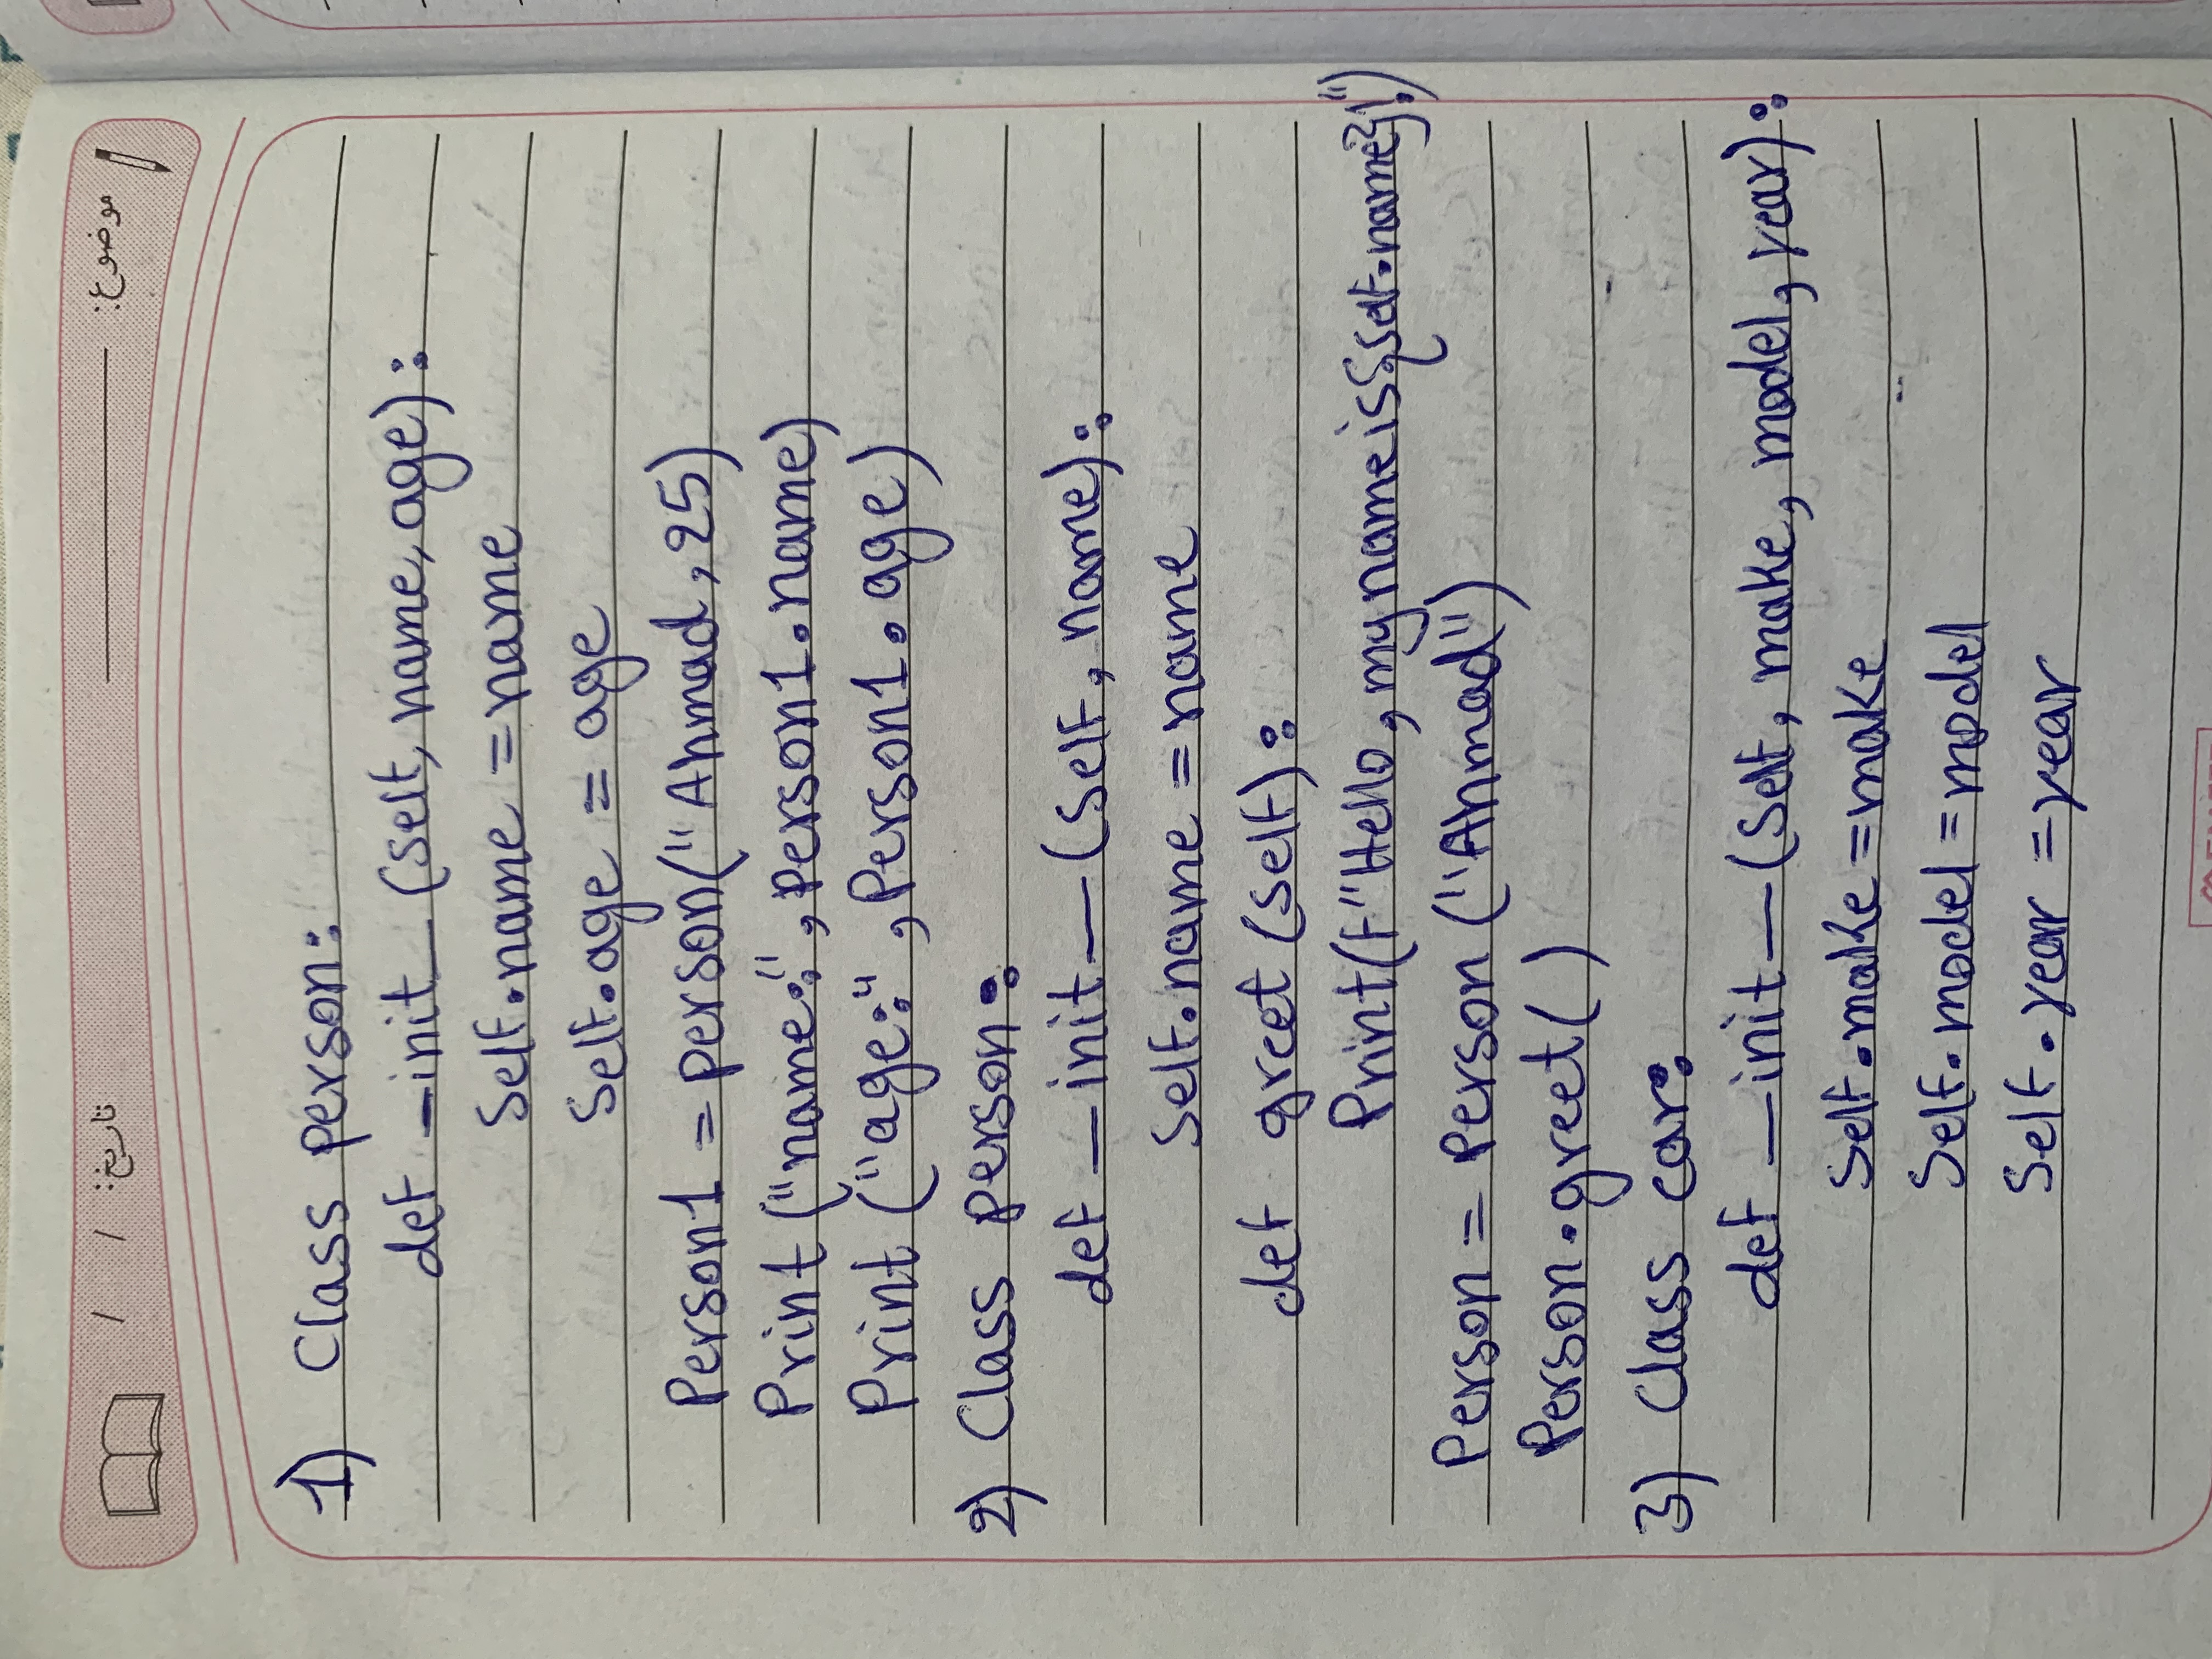 موضوع: تاریخ: / /
1) Class person:
def _init_ (self, name, age):
Self.name = name
Self.age = age
Person1 = person("Ahmad, 25)
Print ("name:", person1.name)
Print ("age:", Person1.age)
2) Class person:
def _init_ (self, name):
Self.name = name
def greet (self):
Print(f"Hello, my name is {self.name}!")
Person = Person ("Ahmad")
Person.greet( )
3) Class car:
def _init_ (Self, make, model, year):
Self.make = make
Self.model = model
Self.year = year